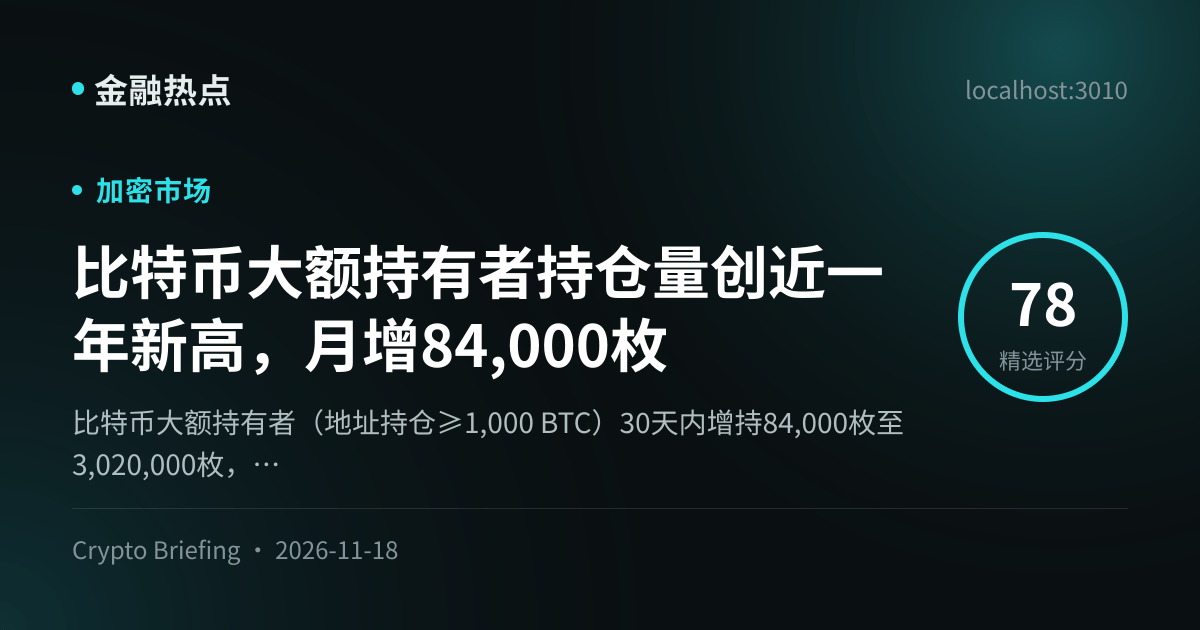 金融热点
localhost:3010
加密市场
比特币大额持有者持仓量创近一
年新高，月增84,000枚
78
精选评分
比特币大额持有者（地址持仓≥1,000 BTC）30天内增持84,000枚至
3,020,000枚，…
Crypto Briefing · 2026-11-18